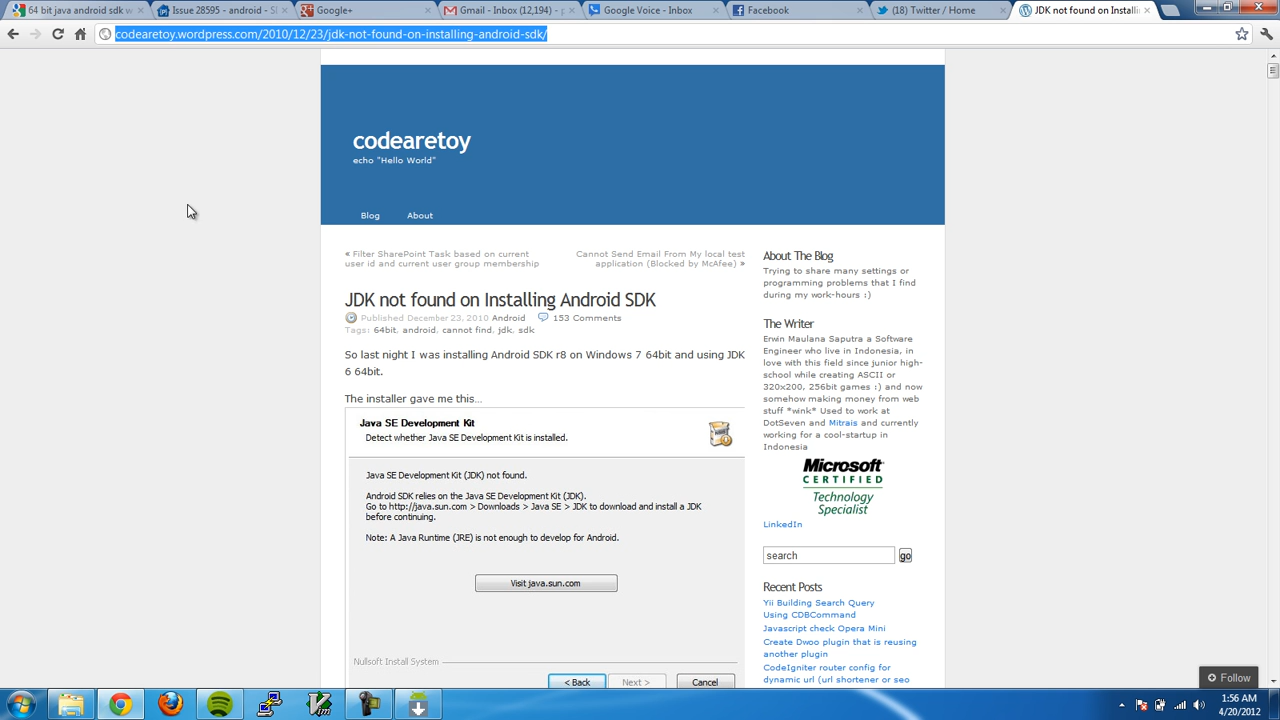 64 bit java android sdk w
Issue 28595 - android - Sl
Google+
Gmail - Inbox (12,194) - p
Google Voice - Inbox
Facebook
(18) Twitter / Home
JDK not found on Installi
codearetoy.wordpress.com/2010/12/23/jdk-not-found-on-installing-android-sdk/
codearetoy
echo "Hello World"
Blog
About
« Filter SharePoint Task based on current
user id and current user group membership
Cannot Send Email From My local test
application (Blocked by McAfee) »
JDK not found on Installing Android SDK
Published December 23, 2010 Android
153 Comments
Tags: 64bit, android, cannot find, jdk, sdk
So last night I was installing Android SDK r8 on Windows 7 64bit and using JDK
6 64bit.
The installer gave me this...
Java SE Development Kit
Detect whether Java SE Development Kit is installed.
Java SE Development Kit (JDK) not found.
Android SDK relies on the Java SE Development Kit (JDK).
Go to http://java.sun.com > Downloads > Java SE > JDK to download and install a JDK
before continuing.
Note: A Java Runtime (JRE) is not enough to develop for Android.
Visit java.sun.com
Nullsoft Install System
< Back
Next >
Cancel
About The Blog
Trying to share many settings or
programming problems that I find
during my work-hours :)
The Writer
Erwin Maulana Saputra a Software
Engineer who live in Indonesia, in
love with this field since junior high-
school while creating ASCII or
320x200, 256bit games :) and now
somehow making money from web
stuff *wink* Used to work at
DotSeven and Mitrais and currently
working for a cool-startup in
Indonesia
Microsoft
CERTIFIED
Technology
Specialist
LinkedIn
search
go
Recent Posts
Yii Building Search Query
Using CDBCommand
Javascript check Opera Mini
Create Dwoo plugin that is reusing
another plugin
CodeIgniter router config for
dynamic url (url shortener or seo
Follow
1:56 AM
4/20/2012